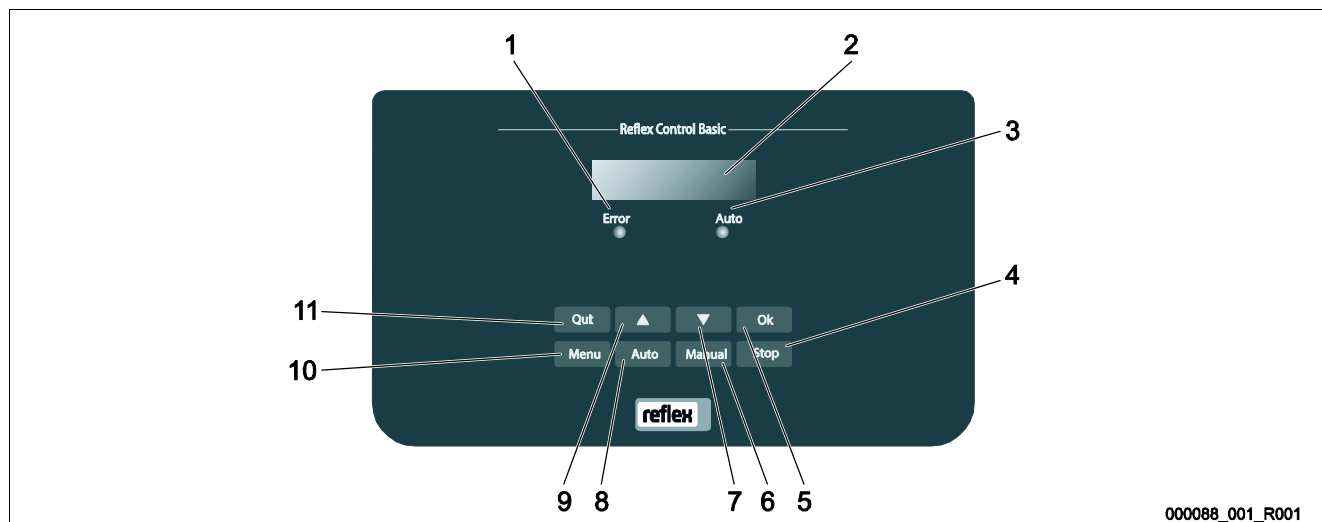 1 2
3
Reflex Control Basic
Error Auto
4
11
Qut ▲ ▼ Ok
10
Menu Auto Manual Stop
reflex
9 8 7 6 5
000088_001_R001